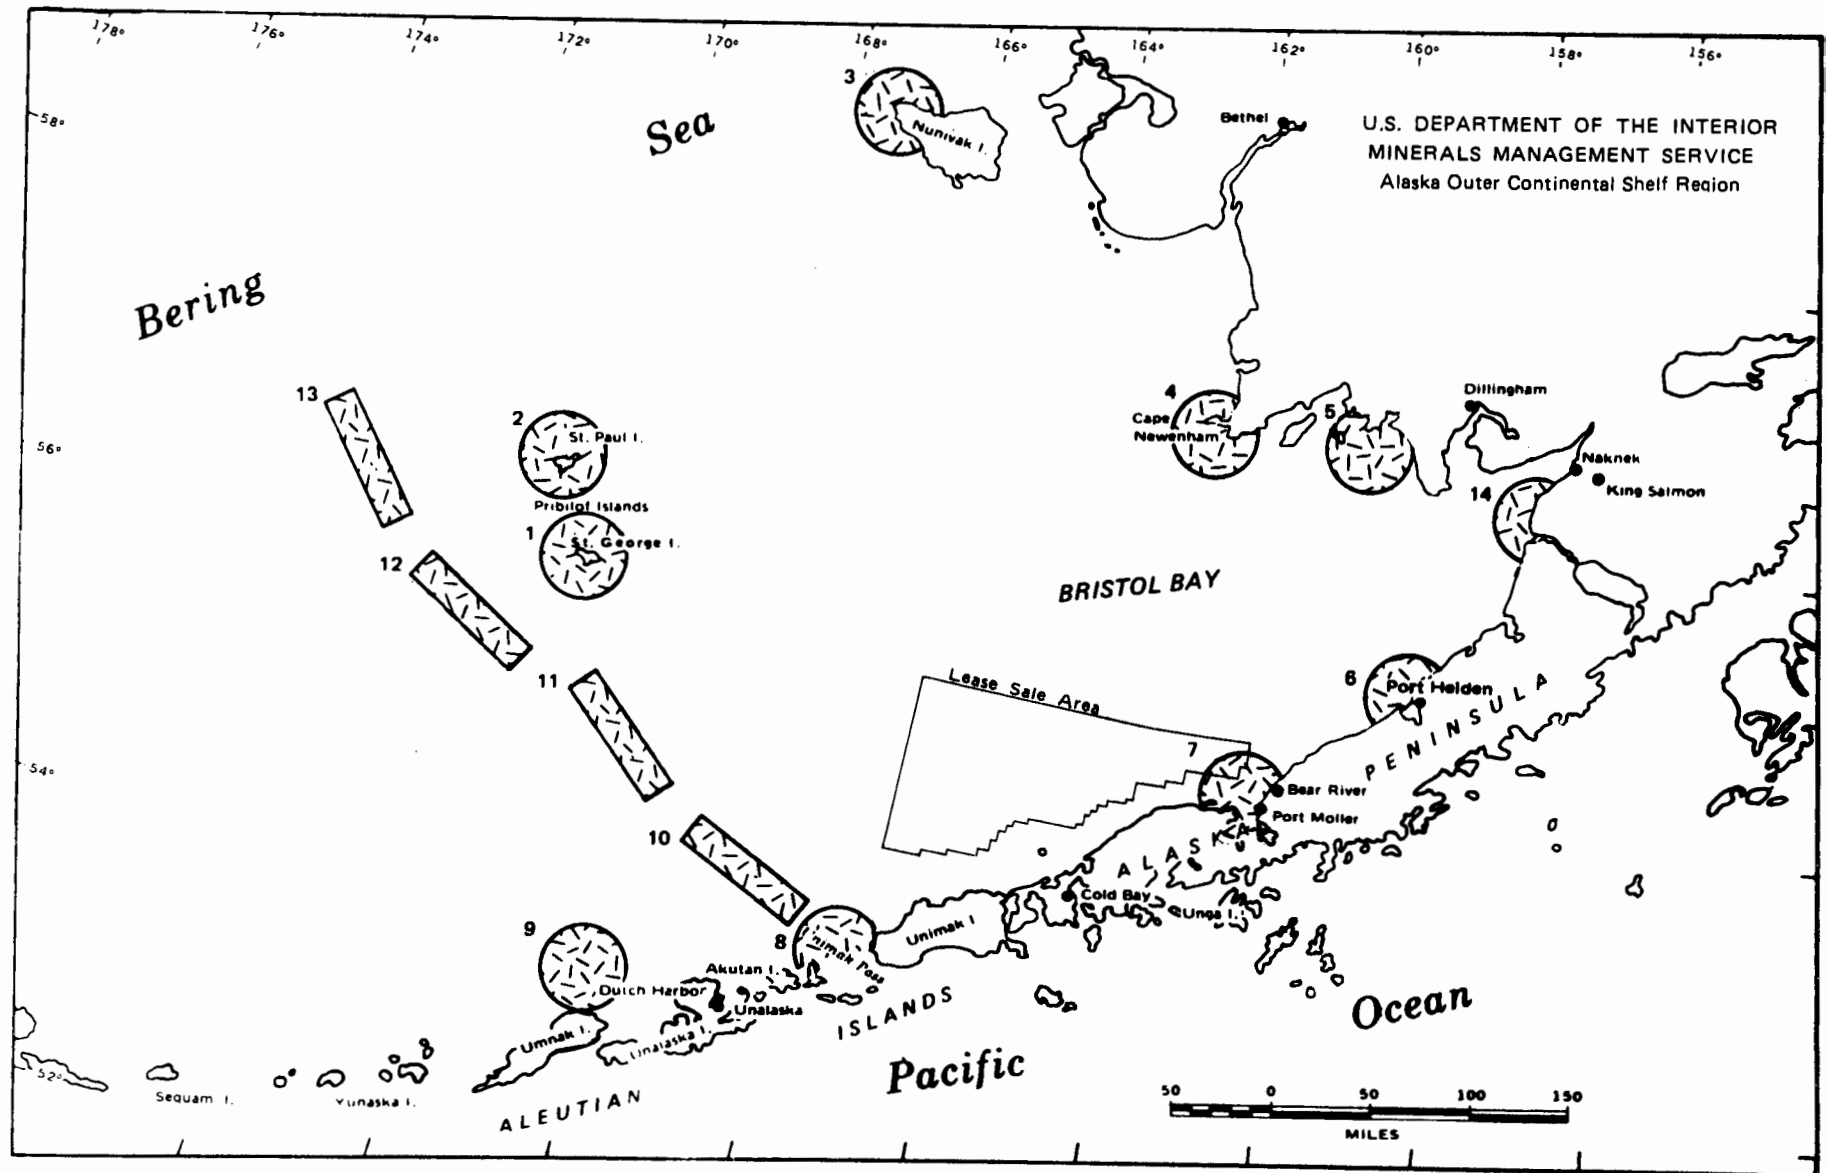 178°
176°
174°
172°
170°
168°
166°
164°
162°
160°
158°
156°
3
58°
Sea
Nunivak I.
Bethel
U.S. DEPARTMENT OF THE INTERIOR
MINERALS MANAGEMENT SERVICE
Alaska Outer Continental Shelf Region
Bering
13
2
St. Paul I.
4
Cape
Newenham
5
Dillingham
56°
Naknek
King Salmon
14
Pribilof Islands
1
St. George I.
12
BRISTOL BAY
11
Lease Sale Area
6
Port Heiden
PENINSULA
54°
7
Bear River
Port Moller
10
ALASKA
Cold Bay
Unga I.
9
8
Unimak I
nimak Pass
Akutan I.
Dutch Harbor
Unalaska
ISLANDS
Ocean
Umnak I.
Unalaska I.
52°
Pacific
Sequam I.
Yunaska I.
ALEUTIAN
50 0 50 100 150
MILES